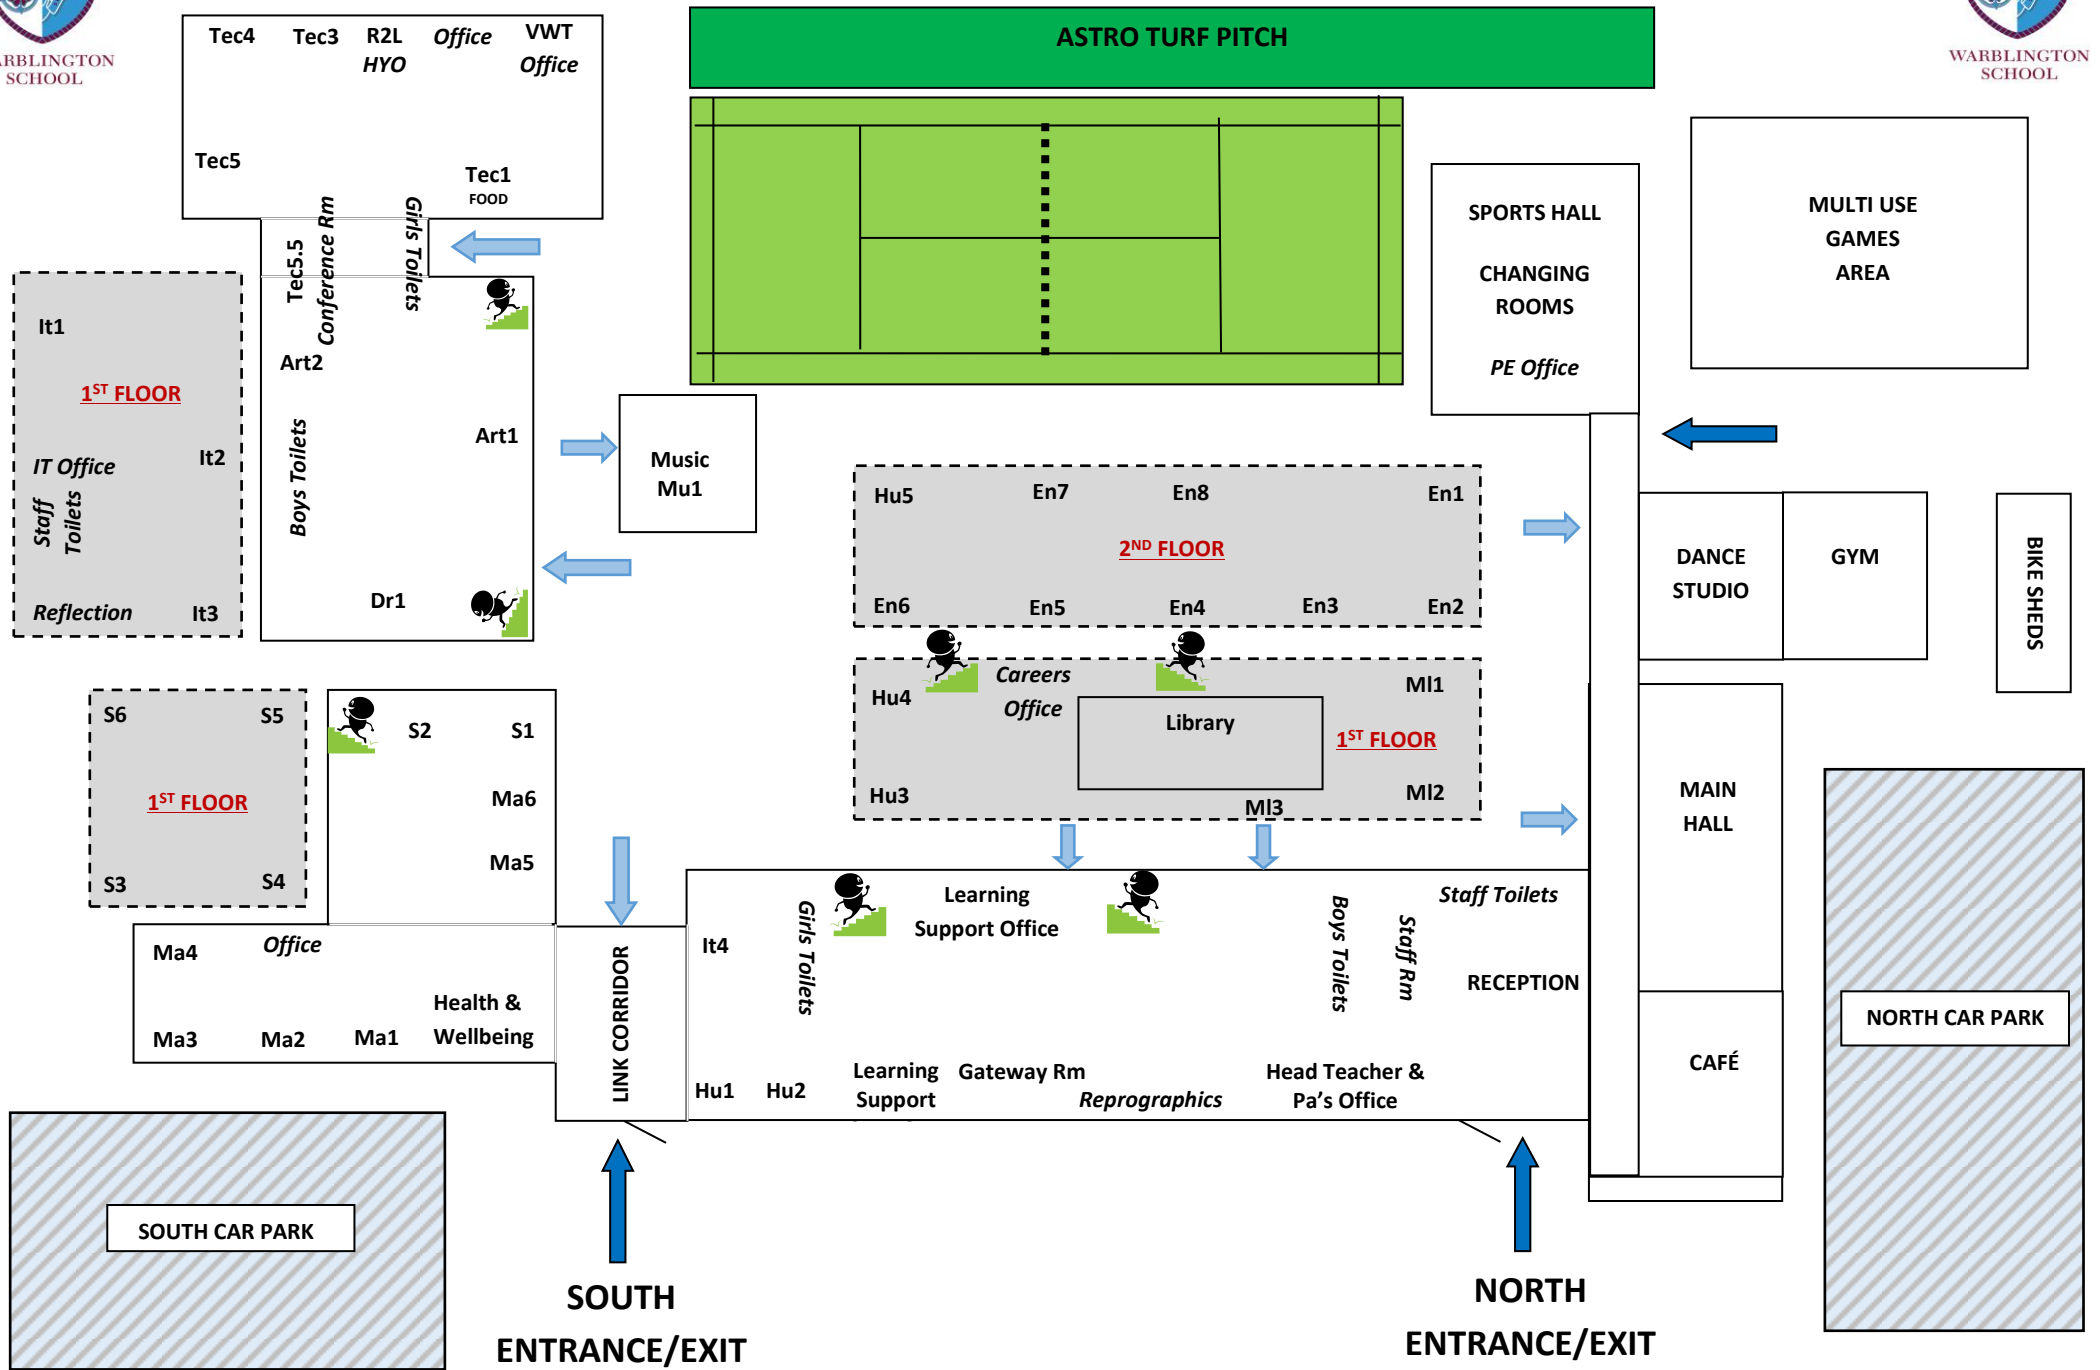 ARBLINGTON
SCHOOL
WARBLINGTON
SCHOOL
Tec4
Tec3
R2L
HYO
Office
VWT
Office
Tec5
Tec1
FOOD
Tec5.5
Conference Rm
Girls Toilets
ASTRO TURF PITCH
SPORTS HALL
CHANGING
ROOMS
PE Office
MULTI USE
GAMES
AREA
It1
1ST FLOOR
IT Office
It2
Staff
Toilets
Reflection
It3
Art2
Boys Toilets
Art1
Dr1
Music
Mu1
Hu5
En7
En8
En1
2ND FLOOR
En6
En5
En4
En3
En2
DANCE
STUDIO
GYM
BIKE SHEDS
Hu4
Careers
Office
Library
Ml1
1ST FLOOR
Hu3
Ml3
Ml2
S6
S5
1ST FLOOR
S3
S4
S2
S1
Ma6
Ma5
MAIN
HALL
Ma4
Office
Health &
Wellbeing
Ma3
Ma2
Ma1
LINK CORRIDOR
It4
Girls Toilets
Learning
Support Office
Boys Toilets
Staff Rm
Staff Toilets
RECEPTION
Hu1
Hu2
Learning
Support
Gateway Rm
Reprographics
Head Teacher &
Pa's Office
CAFÉ
NORTH CAR PARK
SOUTH CAR PARK
SOUTH
ENTRANCE/EXIT
NORTH
ENTRANCE/EXIT